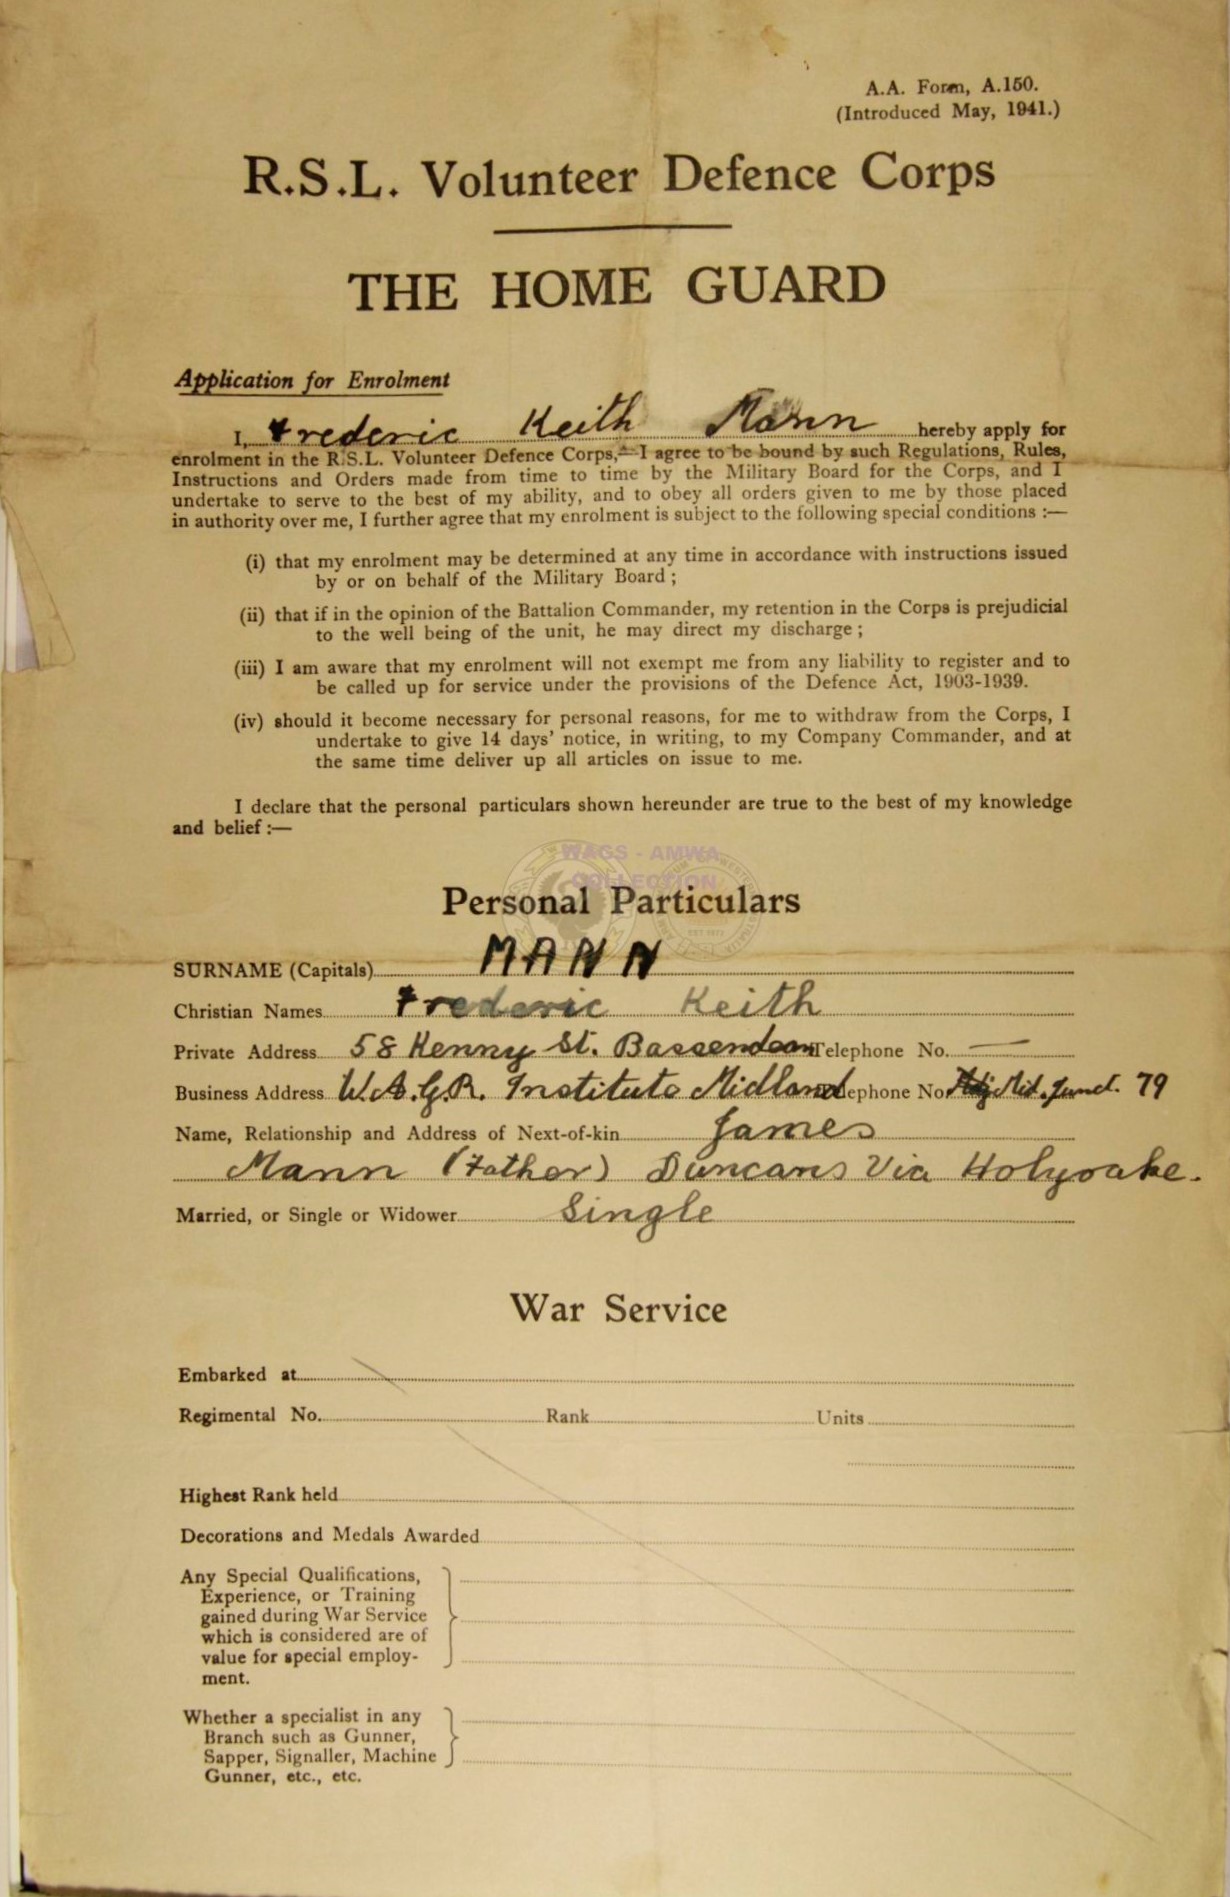 A.A. Form, A.150.
(Introduced May, 1941.)
R.S.L. Volunteer Defence Corps
THE HOME GUARD
Application for Enrolment
I, Frederic Keith Mann hereby apply for
enrolment in the R.S.L. Volunteer Defence Corps, I agree to be bound by such Regulations, Rules,
Instructions and Orders made from time to time by the Military Board for the Corps, and I
undertake to serve to the best of my ability, and to obey all orders given to me by those placed
in authority over me, I further agree that my enrolment is subject to the following special conditions :—
(i) that my enrolment may be determined at any time in accordance with instructions issued
by or on behalf of the Military Board ;
(ii) that if in the opinion of the Battalion Commander, my retention in the Corps is prejudicial
to the well being of the unit, he may direct my discharge ;
(iii) I am aware that my enrolment will not exempt me from any liability to register and to
be called up for service under the provisions of the Defence Act, 1903-1939.
(iv) should it become necessary for personal reasons, for me to withdraw from the Corps, I
undertake to give 14 days' notice, in writing, to my Company Commander, and at
the same time deliver up all articles on issue to me.
I declare that the personal particulars shown hereunder are true to the best of my knowledge
and belief :—
WAGS - AMWA
COLLECTION
Personal Particulars
SURNAME (Capitals) MANN
Christian Names Frederic Keith
Private Address 58 Kenny St. Bassendean Telephone No. —
Business Address W.A.G.R. Institute Midland Telephone No. Mid. Junct. 79
Name, Relationship and Address of Next-of-kin James
Mann (Father) Duncans Via Holyoake.
Married, or Single or Widower Single
War Service
Embarked at
Regimental No. Rank Units
Highest Rank held
Decorations and Medals Awarded
Any Special Qualifications,
Experience, or Training
gained during War Service
which is considered are of
value for special employ-
ment.
Whether a specialist in any
Branch such as Gunner,
Sapper, Signaller, Machine
Gunner, etc., etc.